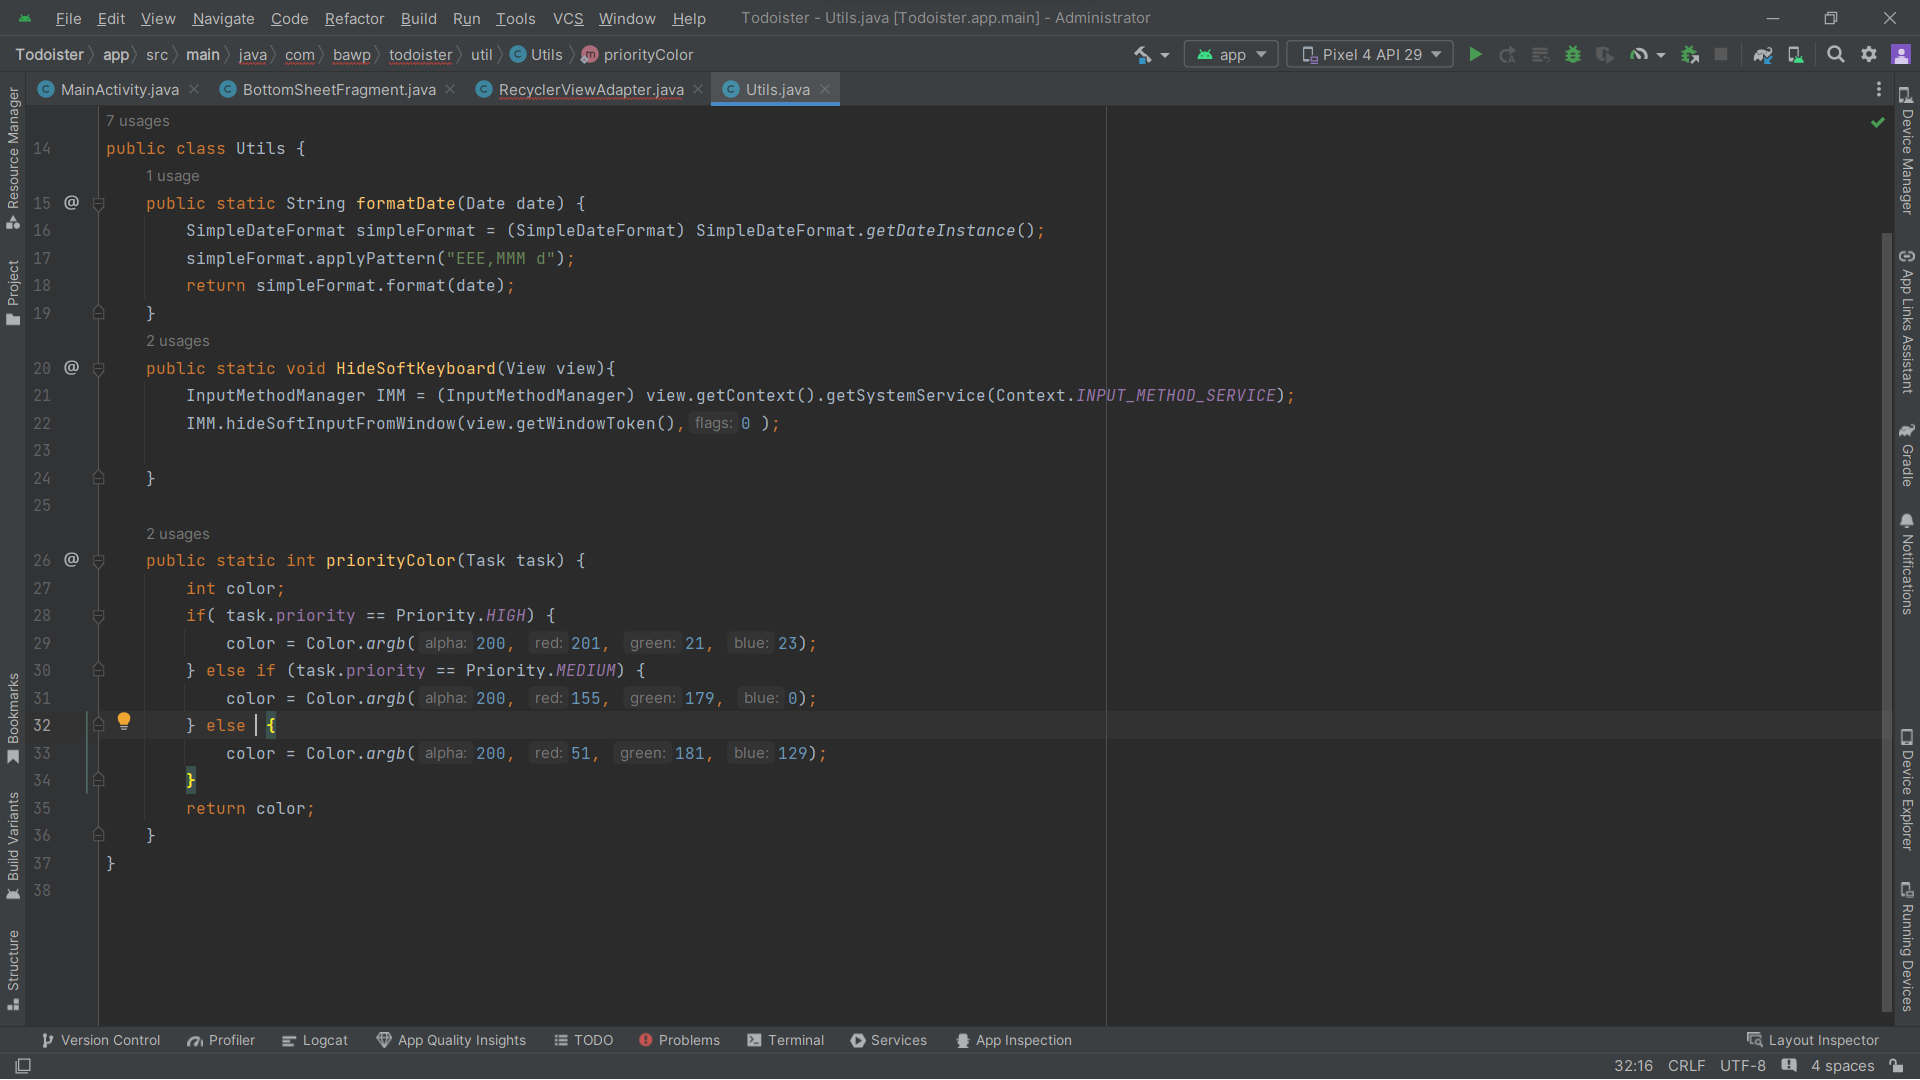 File Edit View Navigate Code Refactor Build Run Tools VCS Window Help Todoister - Utils.java [Todoister.app.main] - Administrator
Todoister app src main java com bawp todoister util C Utils m priorityColor app Pixel 4 API 29
C MainActivity.java C BottomSheetFragment.java C RecyclerViewAdapter.java C Utils.java
7 usages
14 public class Utils {
1 usage
15 @ public static String formatDate(Date date) {
16 SimpleDateFormat simpleFormat = (SimpleDateFormat) SimpleDateFormat.getDateInstance();
17 simpleFormat.applyPattern("EEE,MMM d");
18 return simpleFormat.format(date);
19 }
2 usages
20 @ public static void HideSoftKeyboard(View view){
21 InputMethodManager IMM = (InputMethodManager) view.getContext().getSystemService(Context.INPUT_METHOD_SERVICE);
22 IMM.hideSoftInputFromWindow(view.getWindowToken(), flags: 0 );
23
24 }
25
2 usages
26 @ public static int priorityColor(Task task) {
27 int color;
28 if( task.priority == Priority.HIGH) {
29 color = Color.argb( alpha: 200, red: 201, green: 21, blue: 23);
30 } else if (task.priority == Priority.MEDIUM) {
31 color = Color.argb( alpha: 200, red: 155, green: 179, blue: 0);
32 } else {
33 color = Color.argb( alpha: 200, red: 51, green: 181, blue: 129);
34 }
35 return color;
36 }
37 }
38
Resource Manager
Project
Bookmarks
Build Variants
Structure
Device Manager
App Links Assistant
Gradle
Notifications
Device Explorer
Running Devices
Version Control Profiler Logcat App Quality Insights TODO Problems Terminal Services App Inspection Layout Inspector
32:16 CRLF UTF-8 4 spaces